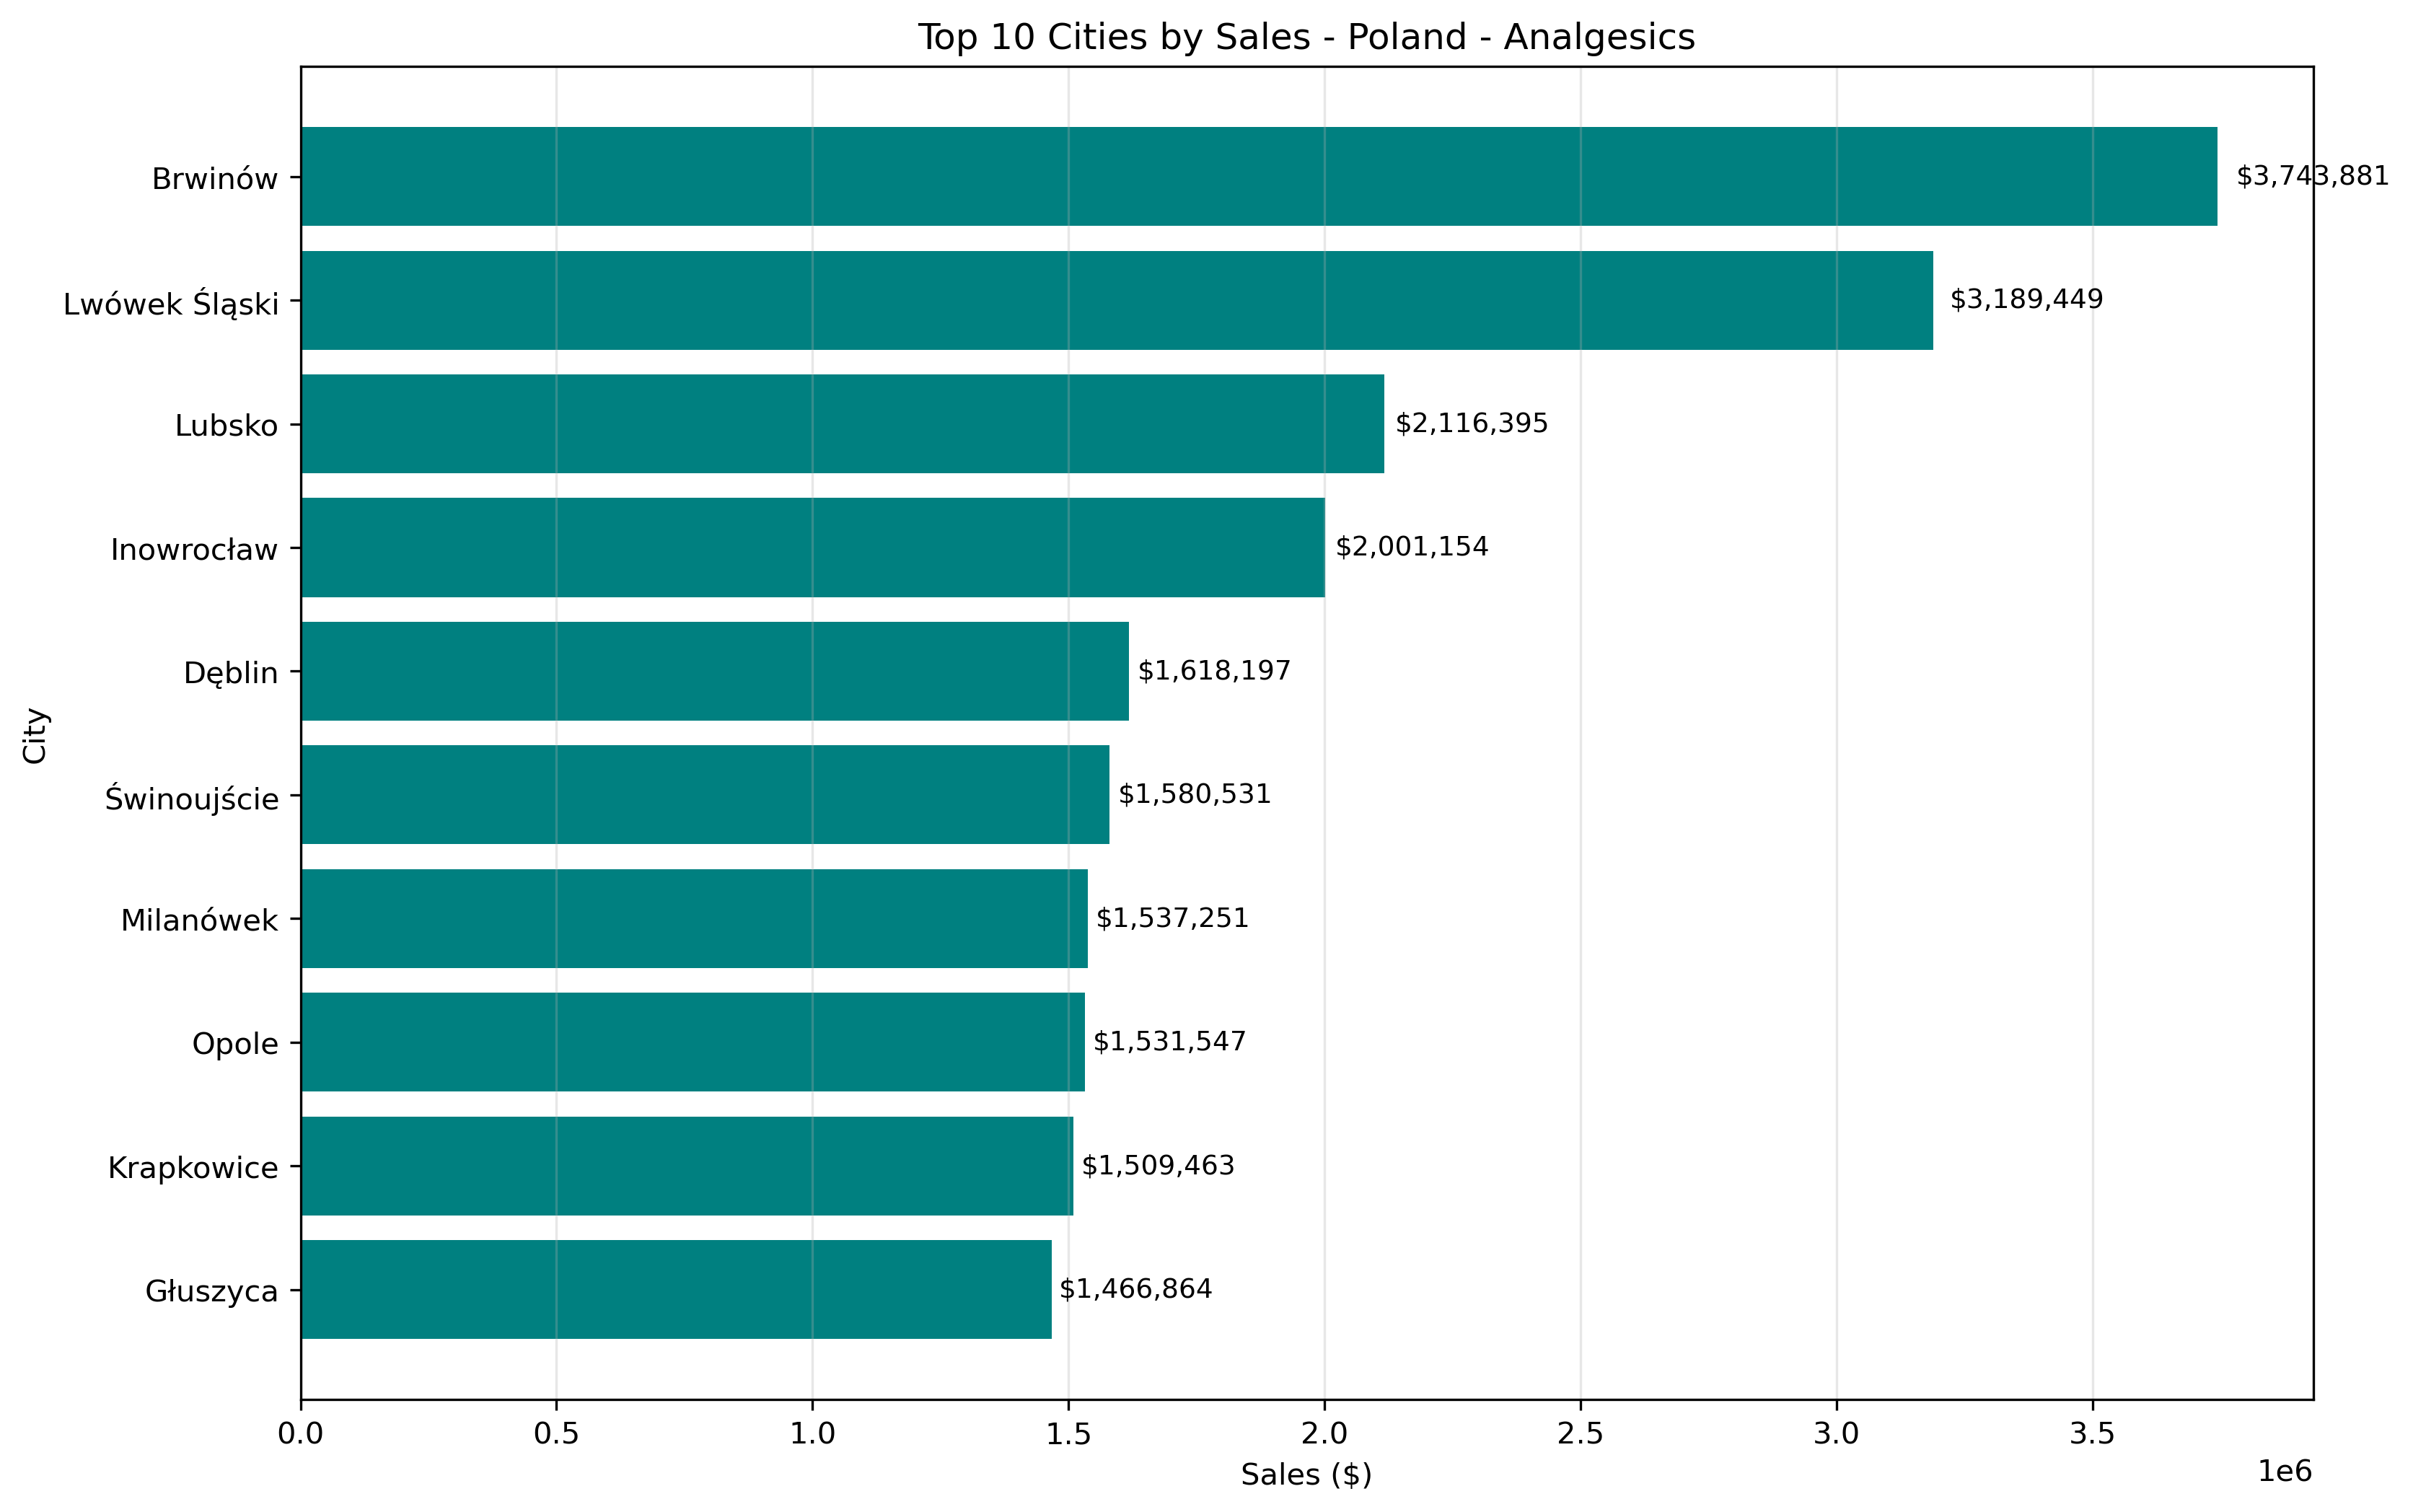 Top 10 Cities by Sales - Poland - Analgesics
City
Brwinów $3,743,881
Lwówek Śląski $3,189,449
Lubsko $2,116,395
Inowrocław $2,001,154
Dęblin $1,618,197
Świnoujście $1,580,531
Milanówek $1,537,251
Opole $1,531,547
Krapkowice $1,509,463
Głuszyca $1,466,864
0.0 0.5 1.0 1.5 2.0 2.5 3.0 3.5
Sales ($)
1e6